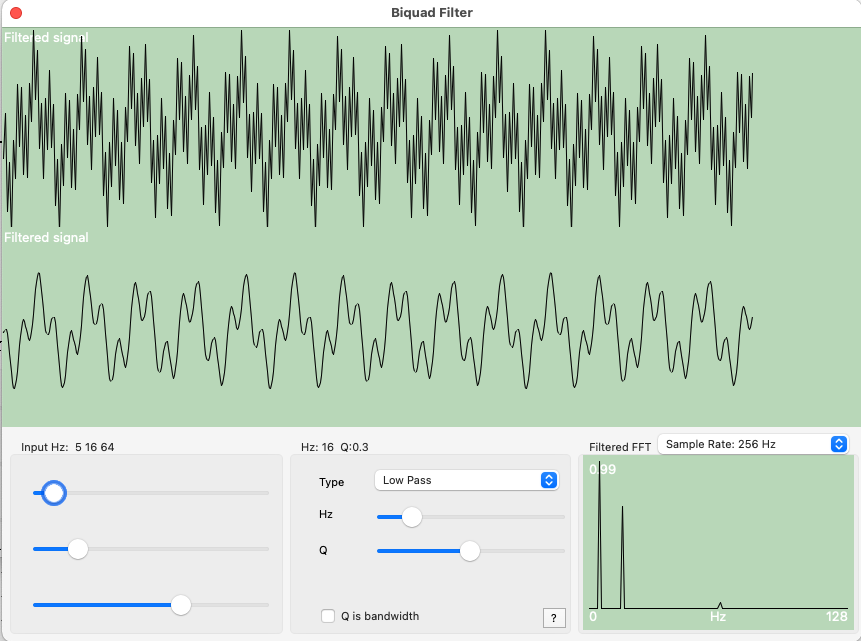 Biquad Filter
Filtered signal
Filtered signal
Input Hz:  5 16 64
Hz: 16  Q:0.3
Filtered FFT
Sample Rate: 256 Hz
Type
Low Pass
Hz
Q
Q is bandwidth
?
0.99
0
Hz
128